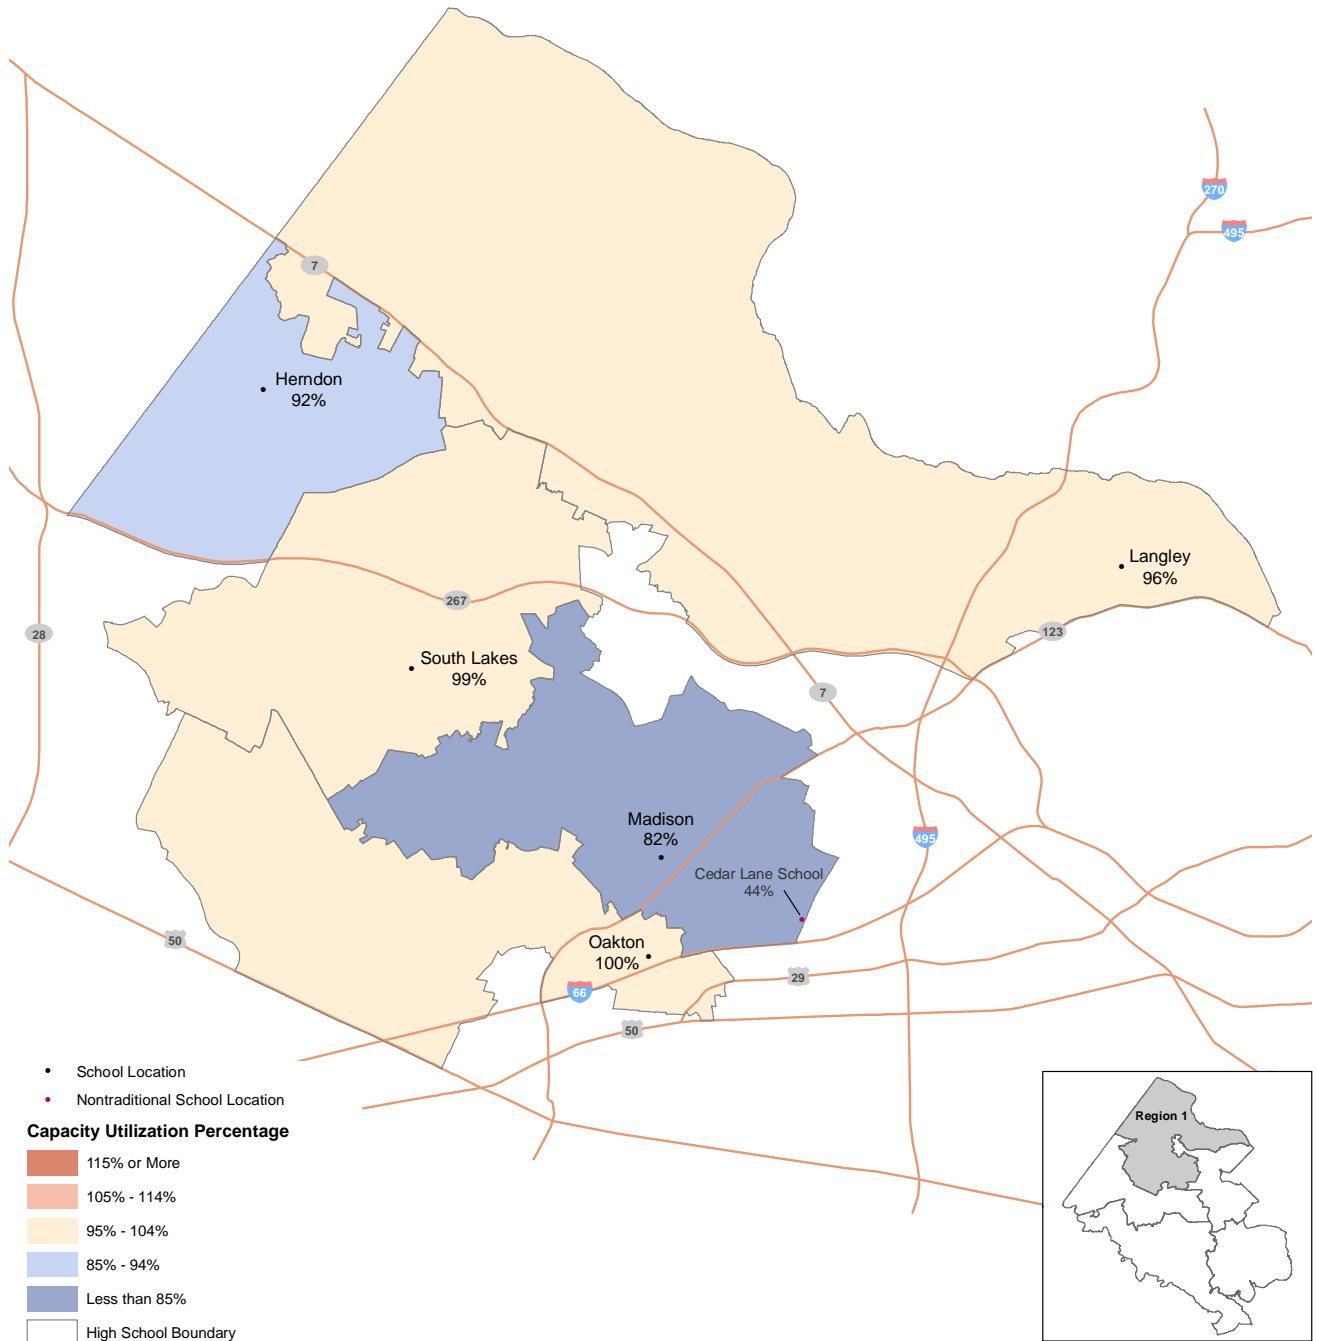 270
495
7
Herndon
92%
Langley
96%
123
267
28
South Lakes
99%
7
Madison
82%
495
Cedar Lane School
44%
50
Oakton
100%
29
66
50
School Location
Nontraditional School Location
Capacity Utilization Percentage
115% or More
105% - 114%
95% - 104%
85% - 94%
Less than 85%
High School Boundary
Region 1